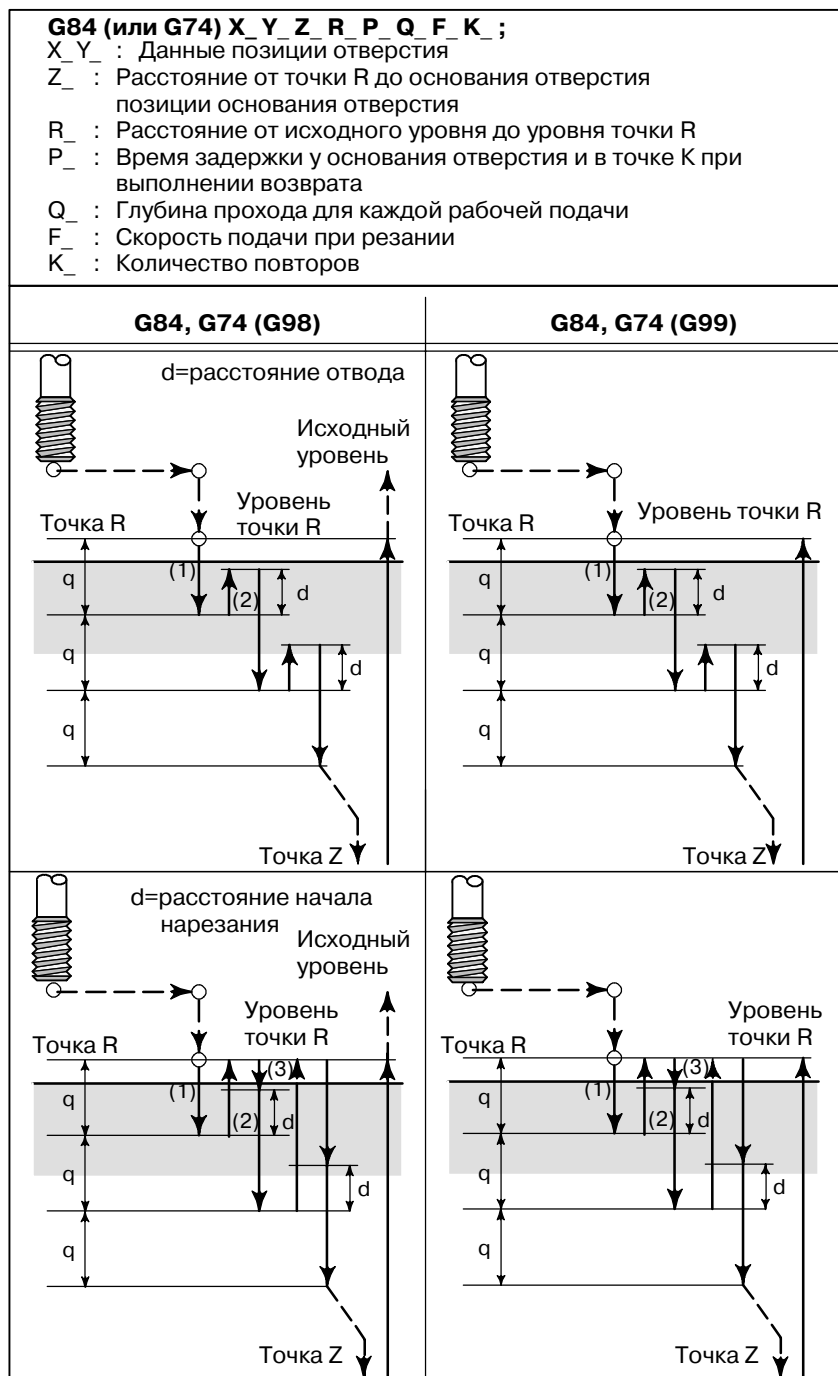 G84 (или G74) X_ Y_ Z_ R_ P_ Q_ F_ K_ ;
X_ Y_ : Данные позиции отверстия
Z_ : Расстояние от точки R до основания отверстия
позиции основания отверстия
R_ : Расстояние от исходного уровня до уровня точки R
P_ : Время задержки у основания отверстия и в точке К при
выполнении возврата
Q_ : Глубина прохода для каждой рабочей подачи
F_ : Скорость подачи при резании
K_ : Количество повторов
G84, G74 (G98)
G84, G74 (G99)
d=расстояние отвода
Исходный
уровень
Уровень
точки R
Точка R
(1)
(2)
d
q
q
d
q
Точка Z
Уровень точки R
Точка R
(1)
(2)
d
q
q
d
q
Точка Z
d=расстояние начала
нарезания
Исходный
уровень
Уровень
точки R
Точка R
(3)
(1)
(2)
d
q
q
d
q
Точка Z
Уровень
точки R
Точка R
(3)
(1)
(2)
d
q
q
d
q
Точка Z